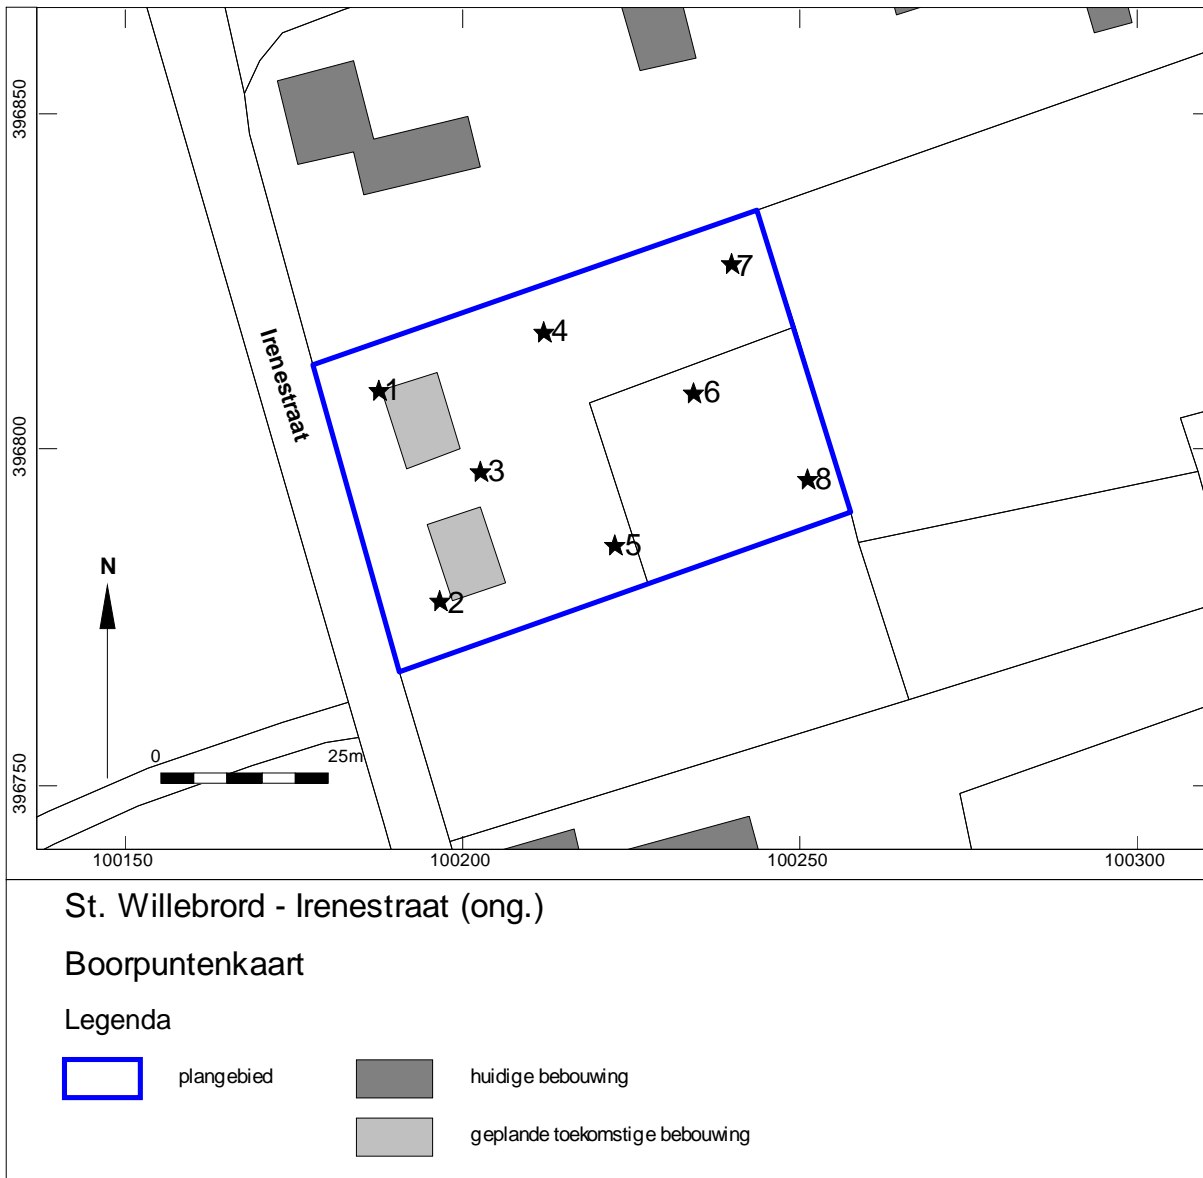 396850
7
4
Irenestraat
1
6
396800
3
8
5
N
2
0 25m
396750
100150 100200 100250 100300
St. Willebrord - Irenestraat (ong.)
Boorpuntenkaart
Legenda
plangebied huidige bebouwing
geplande toekomstige bebouwing